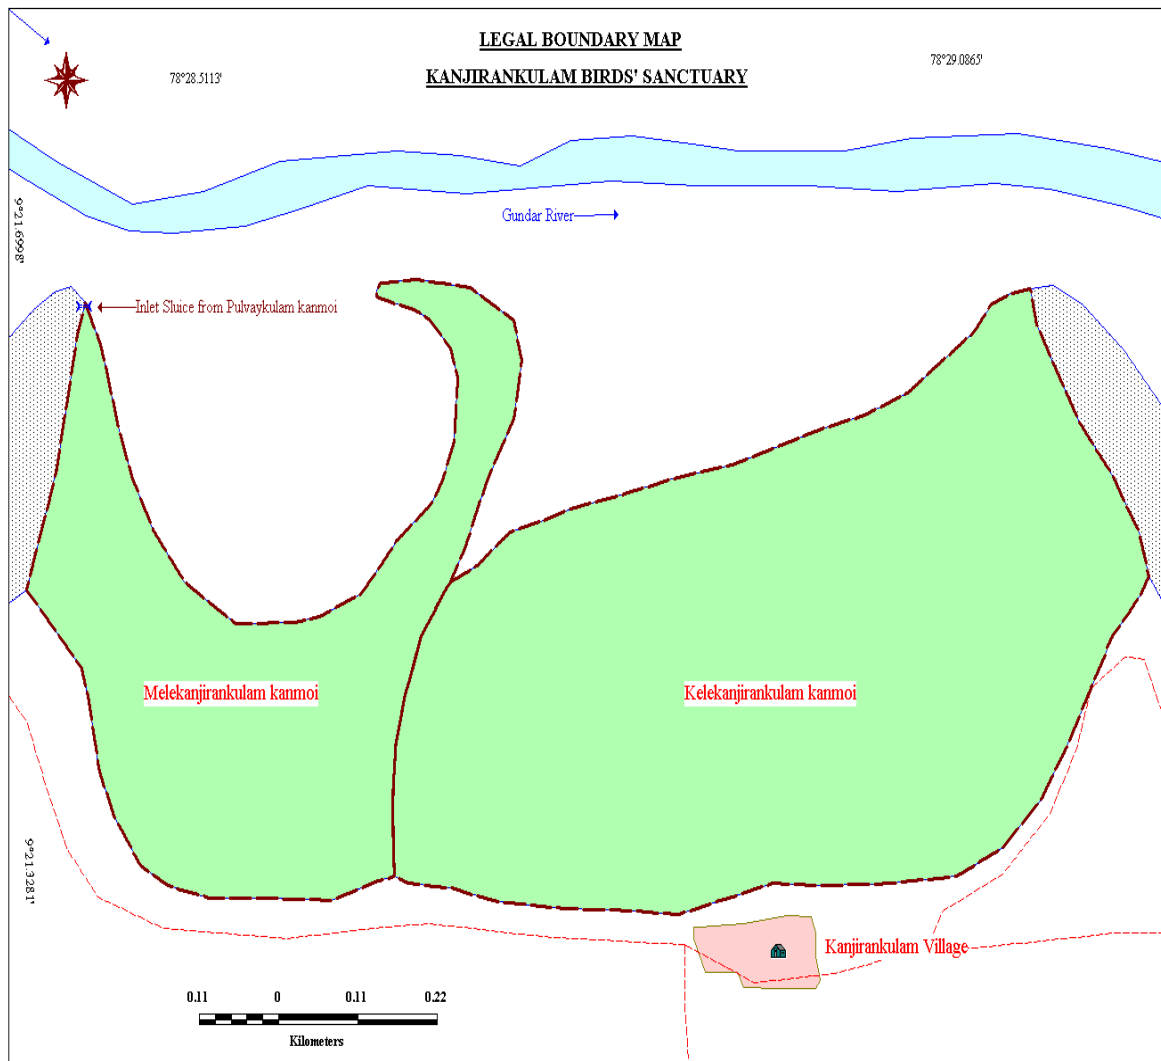 LEGAL BOUNDARY MAP
KANJIRANKULAM BIRDS' SANCTUARY
78°28.5113'
78°29.0865'
9°21.6998'
Gundar River
Inlet Sluice from Pulvaykulam kanmoi
Melekanjirankulam kanmoi
Kelekanjirankulam kanmoi
9°21.3281'
Kanjirankulam Village
0.11 0 0.11 0.22
Kilometers